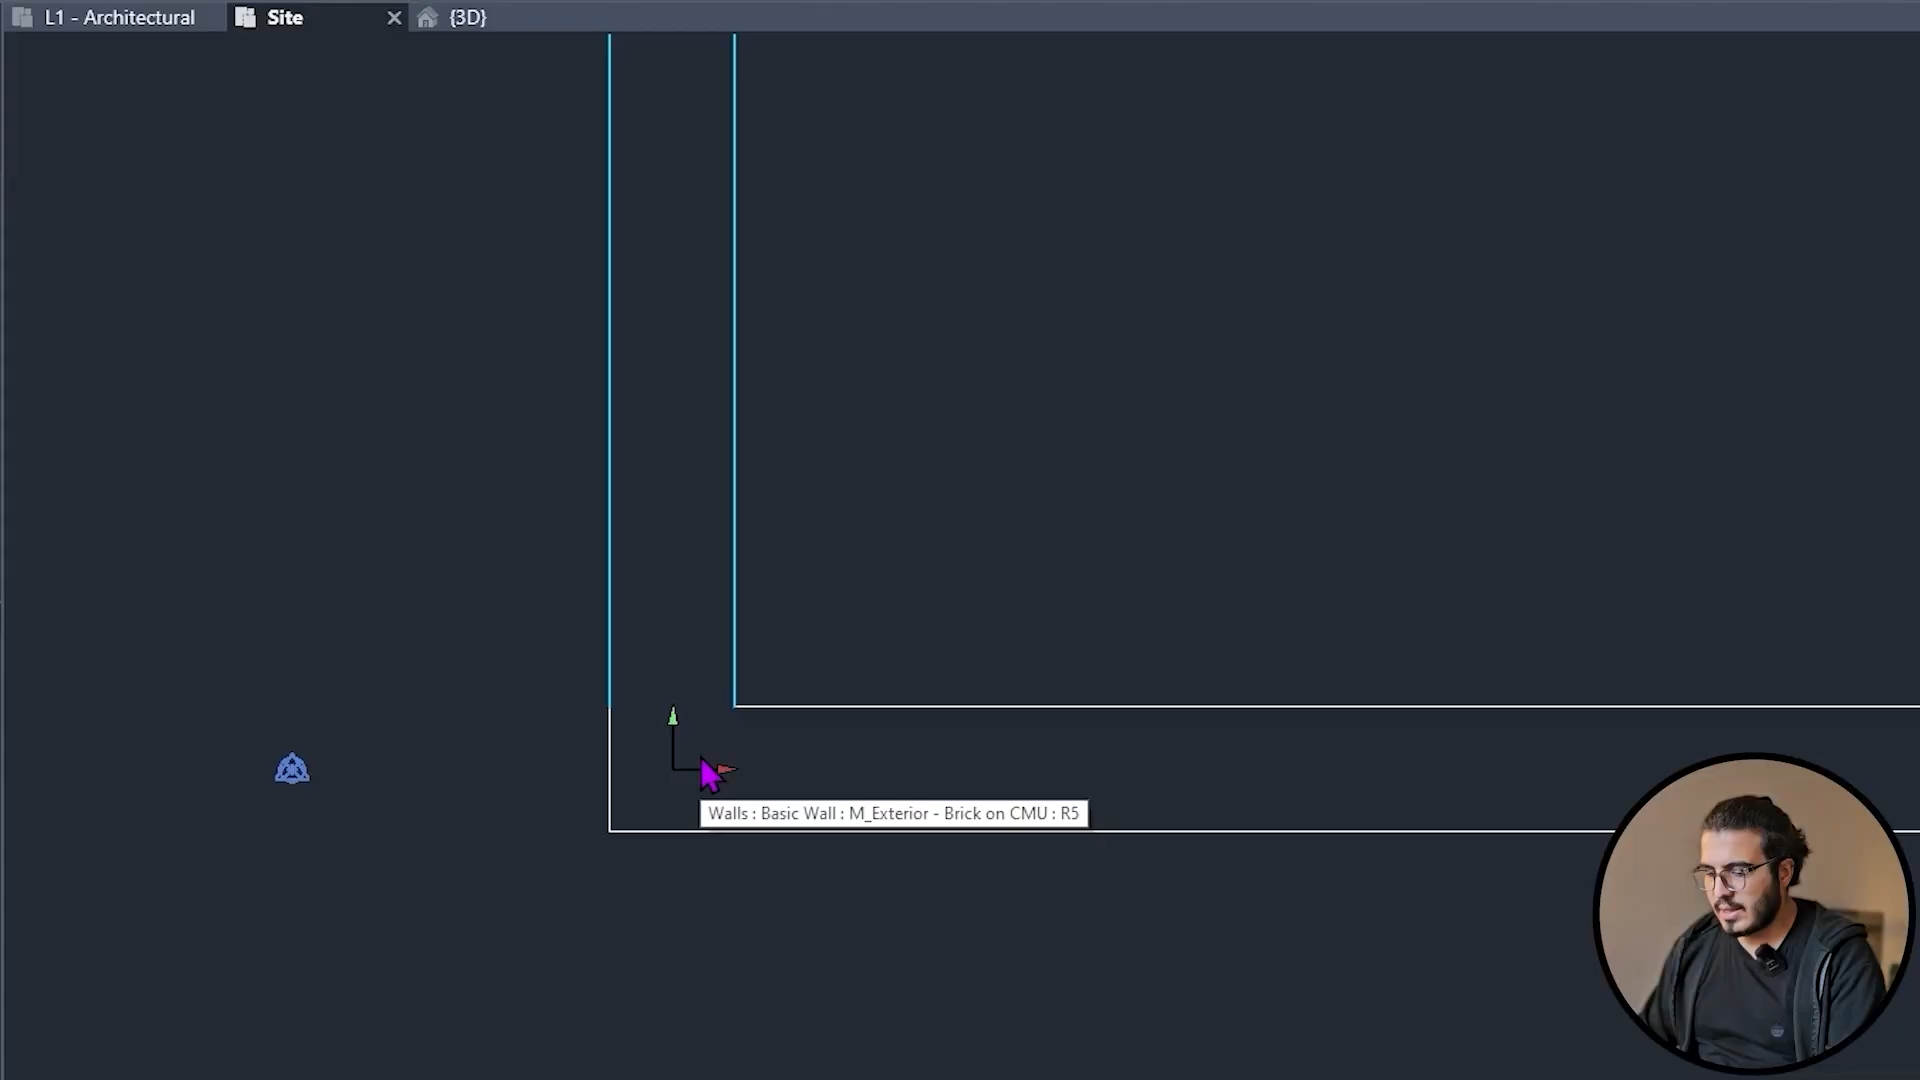 L1 - Architectural
Site
{3D}
Walls : Basic Wall : M_Exterior - Brick on CMU : R5